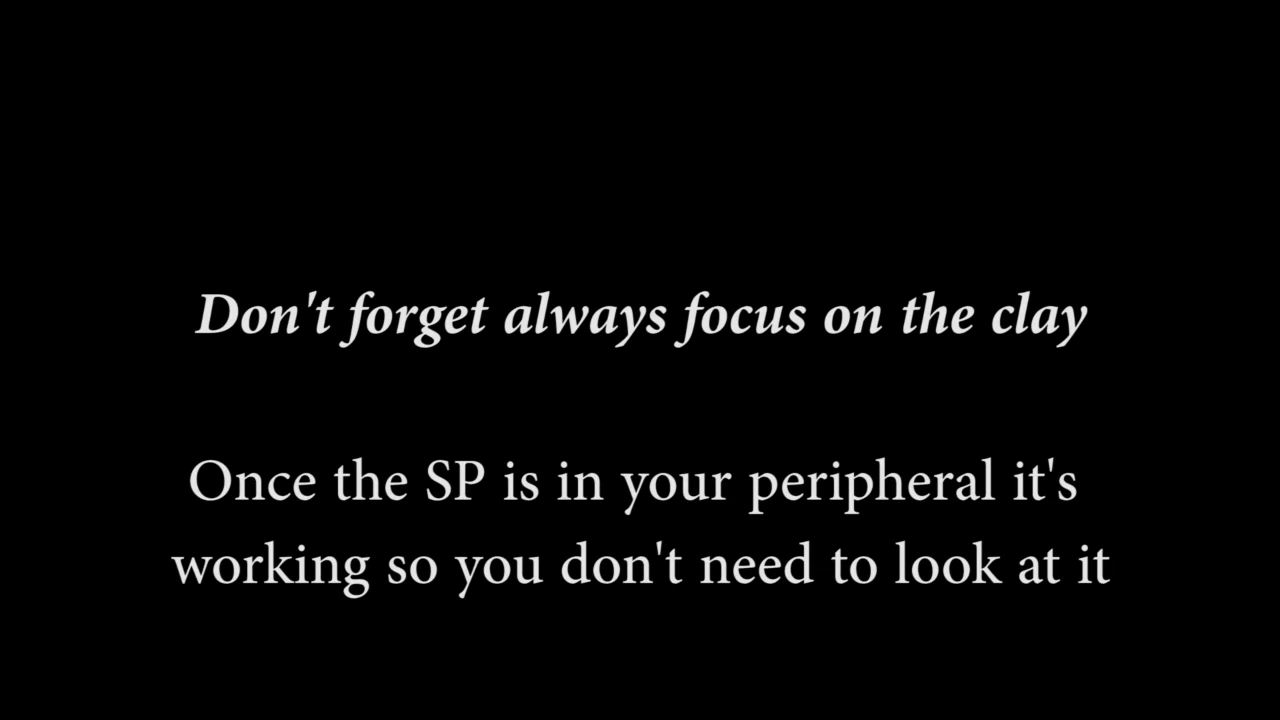 Don't forget always focus on the clay
Once the SP is in your peripheral it's
working so you don't need to look at it